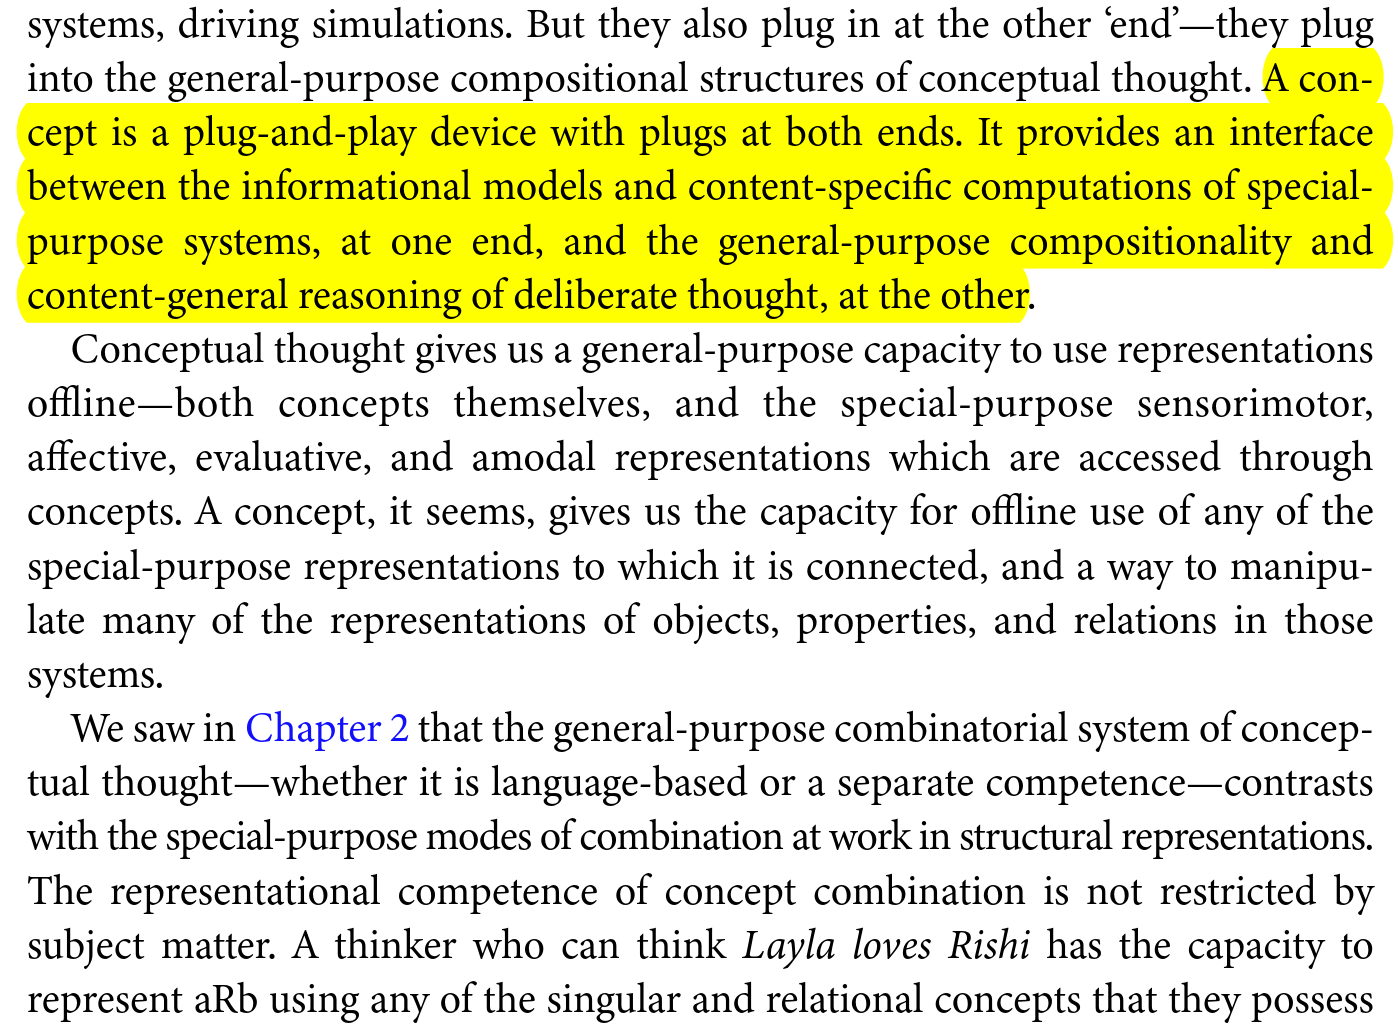 systems, driving simulations. But they also plug in at the other ‘end’—they plug
into the general-purpose compositional structures of conceptual thought. A con-
cept is a plug-and-play device with plugs at both ends. It provides an interface
between the informational models and content-specific computations of special-
purpose systems, at one end, and the general-purpose compositionality and
content-general reasoning of deliberate thought, at the other.
Conceptual thought gives us a general-purpose capacity to use representations
offline—both concepts themselves, and the special-purpose sensorimotor,
affective, evaluative, and amodal representations which are accessed through
concepts. A concept, it seems, gives us the capacity for offline use of any of the
special-purpose representations to which it is connected, and a way to manipu-
late many of the representations of objects, properties, and relations in those
systems.
We saw in Chapter 2 that the general-purpose combinatorial system of concep-
tual thought—whether it is language-based or a separate competence—contrasts
with the special-purpose modes of combination at work in structural representations.
The representational competence of concept combination is not restricted by
subject matter. A thinker who can think Layla loves Rishi has the capacity to
represent aRb using any of the singular and relational concepts that they possess